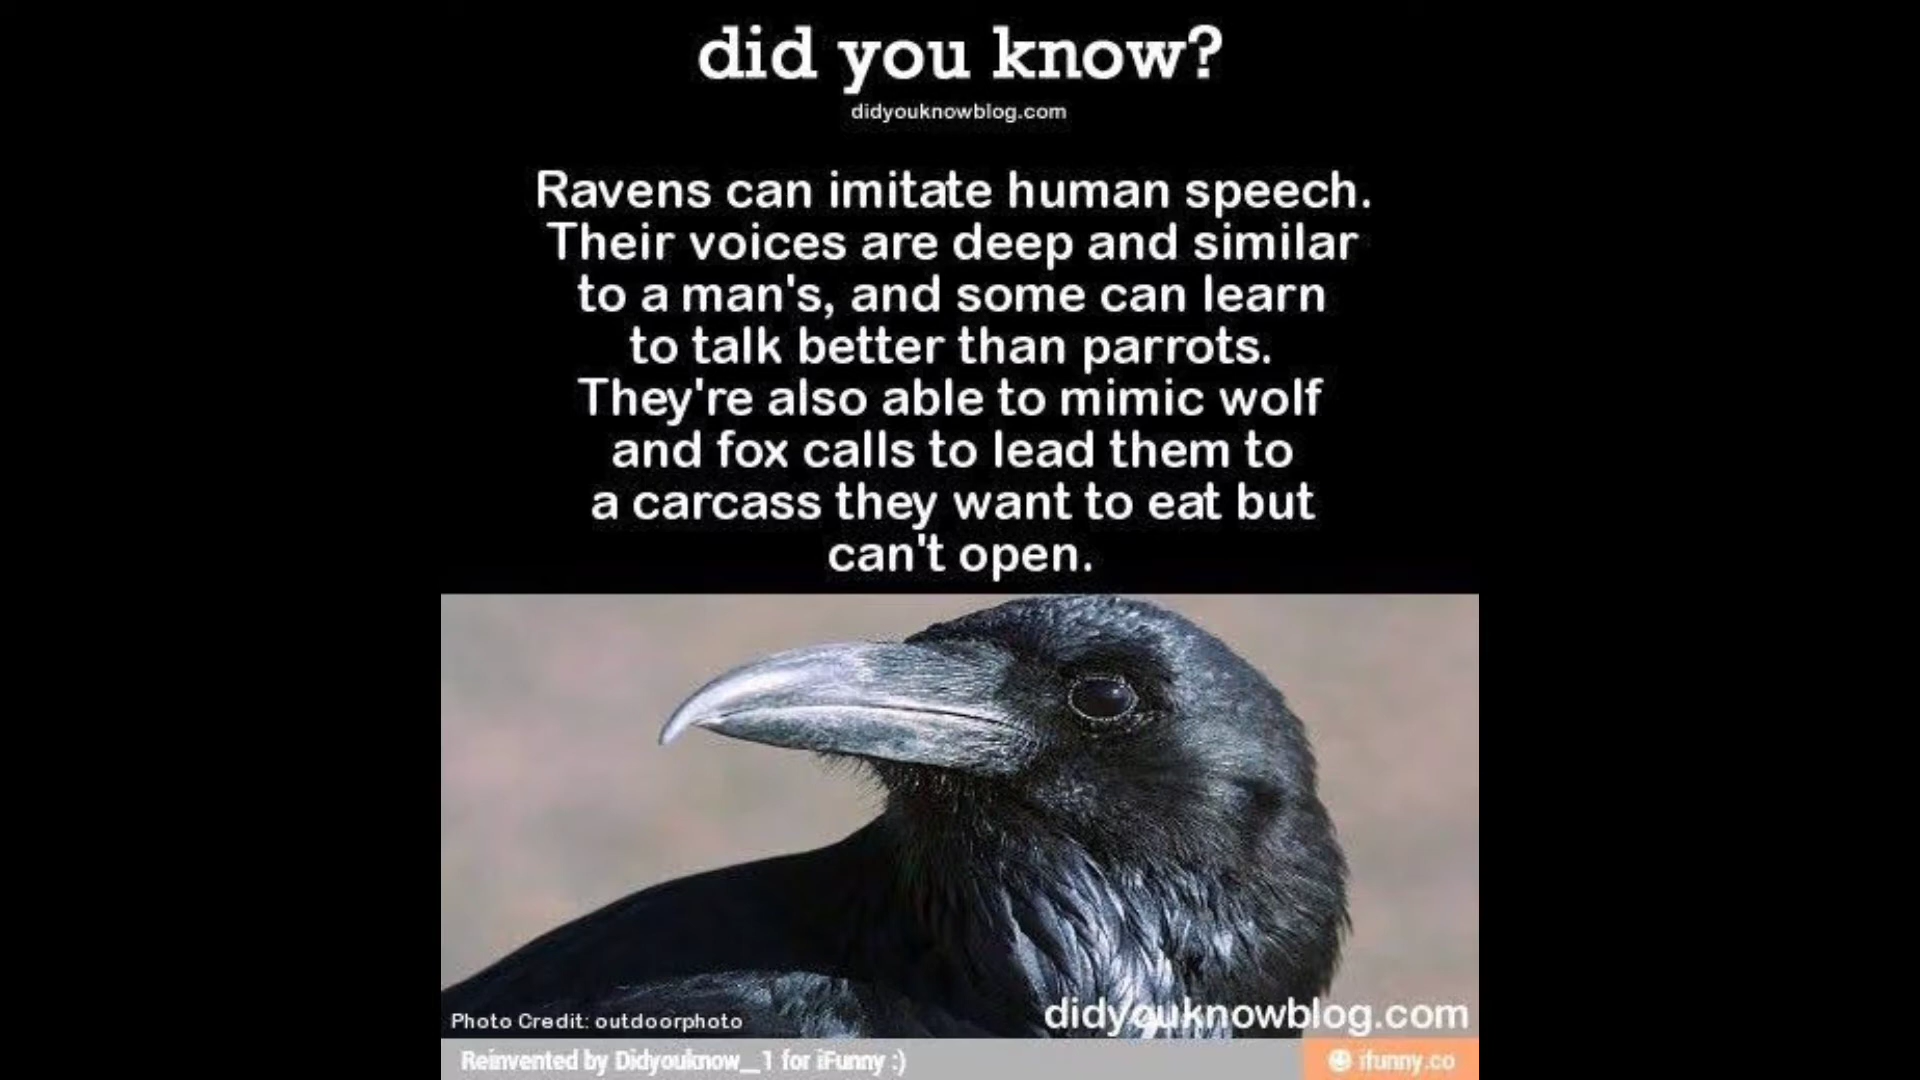 did you know?
didyouknowblog.com
Ravens can imitate human speech.
Their voices are deep and similar
to a man's, and some can learn
to talk better than parrots.
They're also able to mimic wolf
and fox calls to lead them to
a carcass they want to eat but
can't open.
Photo Credit: outdoorphoto
didyouknowblog.com
Reinvented by Didyouknow__1 for iFunny :)
ifunny.co